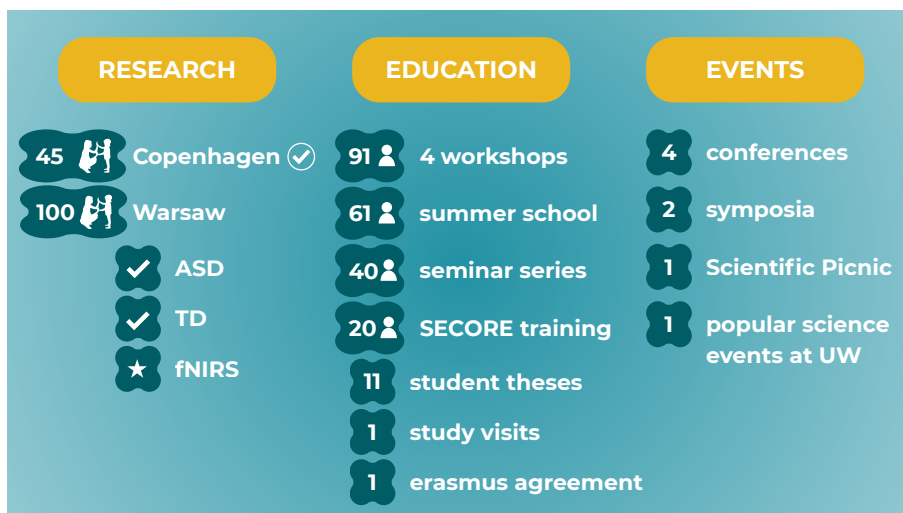 RESEARCH
45 Copenhagen
100 Warsaw
ASD
TD
fNIRS
EDUCATION
91 4 workshops
61 summer school
40 seminar series
20 SECORE training
11 student theses
1 study visits
1 erasmus agreement
EVENTS
4 conferences
2 symposia
1 Scientific Picnic
1 popular science
events at UW